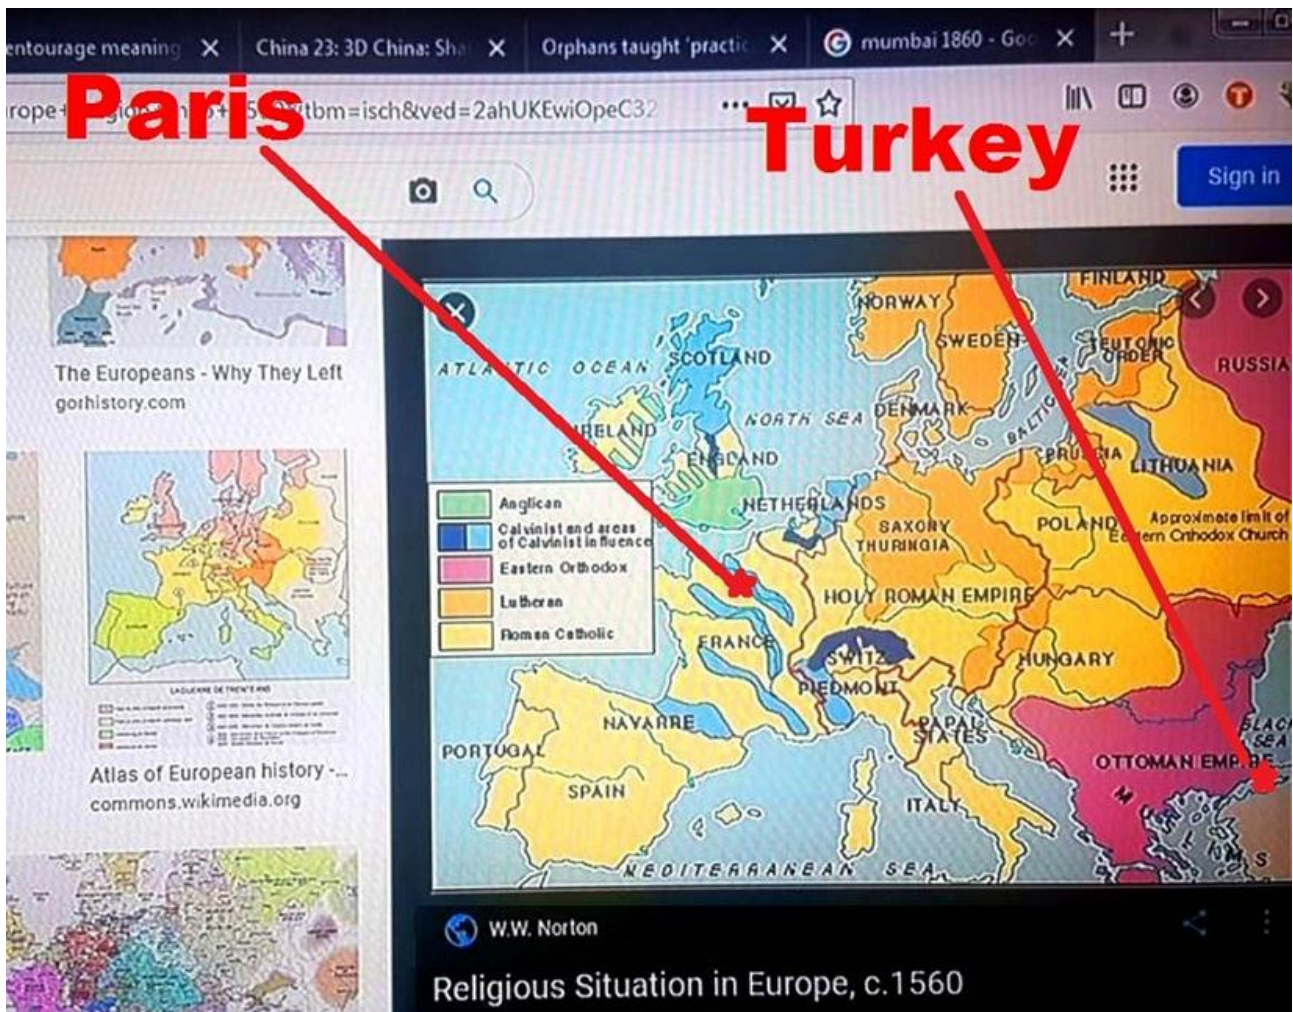 entourage meaning
China 23: 3D China: Sha
Orphans taught 'practic
mumbai 1860 - Goo
Paris
Turkey
tbm=isch&ved=2ahUKEwiOpeC32
Sign in
The Europeans - Why They Left
gorhistory.com
Atlas of European history -...
commons.wikimedia.org
NORWAY
FINLAND
SWEDEN
TEUTONIC
ORDER
RUSSIA
ATLANTIC OCEAN
SCOTLAND
NORTH SEA
DENMARK
BALTIC
IRELAND
ENGLAND
PRUSSIA
LITHUANIA
NETHERLANDS
SAXONY
THURINGIA
POLAND
Approximate limit of
Eastern Orthodox Church
Anglican
Calvinist and areas
of Calvinist influence
Eastern Orthodox
Lutheran
Roman Catholic
HOLY ROMAN EMPIRE
FRANCE
SWITZ
HUNGARY
PIEDMONT
NAVARRE
PAPAL
STATES
BLACK
SEA
PORTUGAL
SPAIN
ITALY
OTTOMAN EMPIRE
MEDITERRANEAN SEA
W.W. Norton
Religious Situation in Europe, c.1560